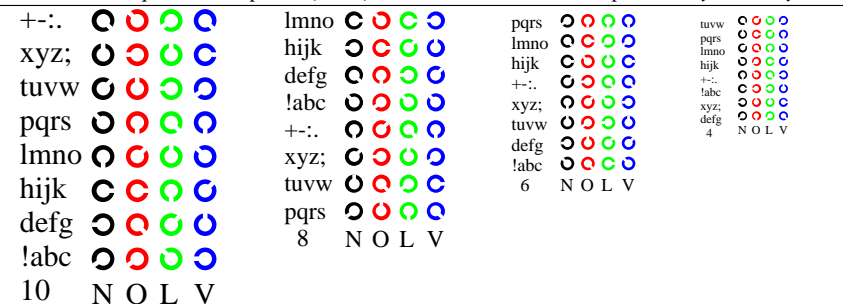 +-:.
xyz;
tuvw
pqrs
lmno
hijk
defg
!abc
10 N O L V
lmno
hijk
defg
!abc
+-:.
xyz;
tuvw
pqrs
8 N O L V
pqrs
lmno
hijk
+-:.
xyz;
tuvw
defg
!abc
6 N O L V
tuvw
pqrs
lmno
hijk
+-:.
!abc
xyz;
defg
4 N O L V